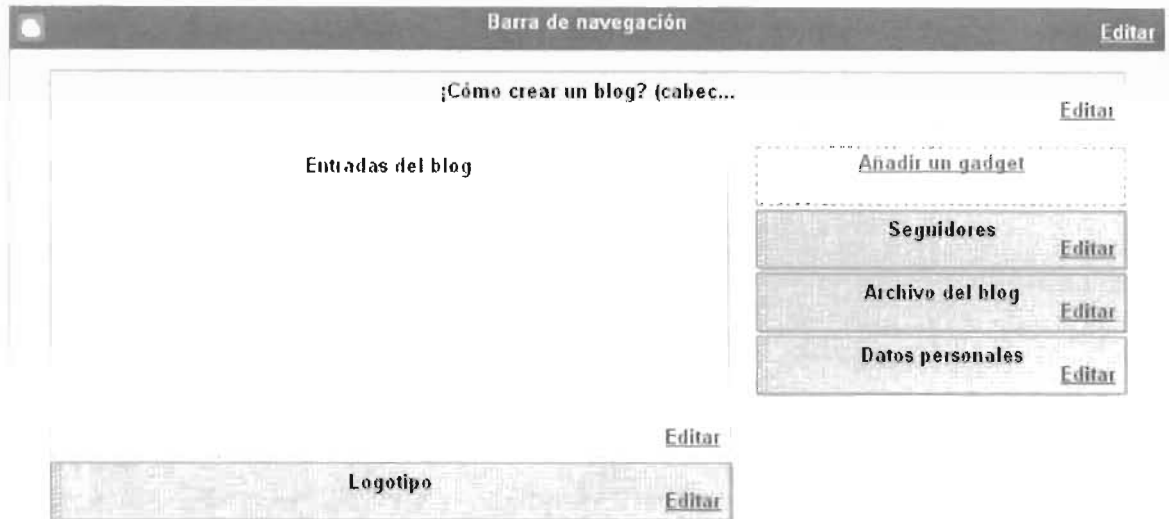 Barra de navegación
Editar
¡Cómo crear un blog? (cabec...
Editar
Entradas del blog
Editar
Añadir un gadget
Seguidores
Editar
Archivo del blog
Editar
Datos personales
Editar
Logotipo
Editar